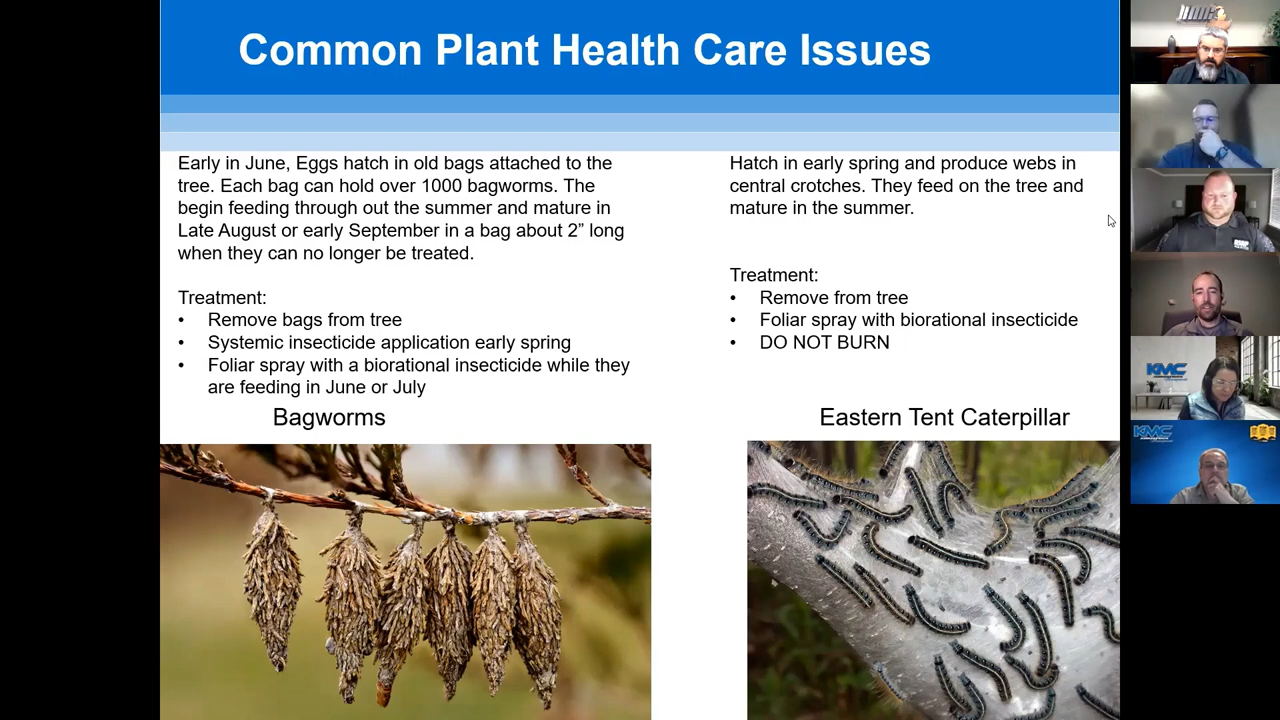 Common Plant Health Care Issues
Early in June, Eggs hatch in old bags attached to the
tree. Each bag can hold over 1000 bagworms. The
begin feeding through out the summer and mature in
Late August or early September in a bag about 2” long
when they can no longer be treated.
Treatment:
• Remove bags from tree
• Systemic insecticide application early spring
• Foliar spray with a biorational insecticide while they
are feeding in June or July
Bagworms
Hatch in early spring and produce webs in
central crotches. They feed on the tree and
mature in the summer.
Treatment:
• Remove from tree
• Foliar spray with biorational insecticide
• DO NOT BURN
Eastern Tent Caterpillar
KMC
KMC